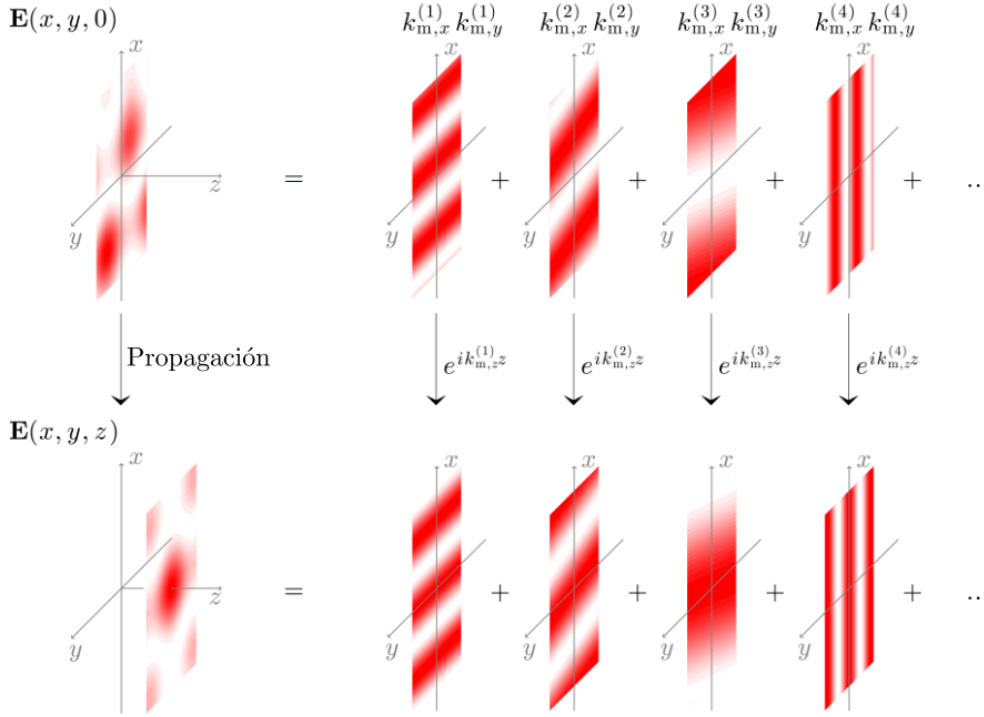 E(x, y, 0)
k_{m,x}^{(1)} k_{m,y}^{(1)} k_{m,x}^{(2)} k_{m,y}^{(2)} k_{m,x}^{(3)} k_{m,y}^{(3)} k_{m,x}^{(4)} k_{m,y}^{(4)}
x x x x x
z = + + + + ..
y y y y y
Propagación e^{ik_{m,z}^{(1)}z} e^{ik_{m,z}^{(2)}z} e^{ik_{m,z}^{(3)}z} e^{ik_{m,z}^{(4)}z}
E(x, y, z)
x x x x x
z = + + + + ..
y y y y y